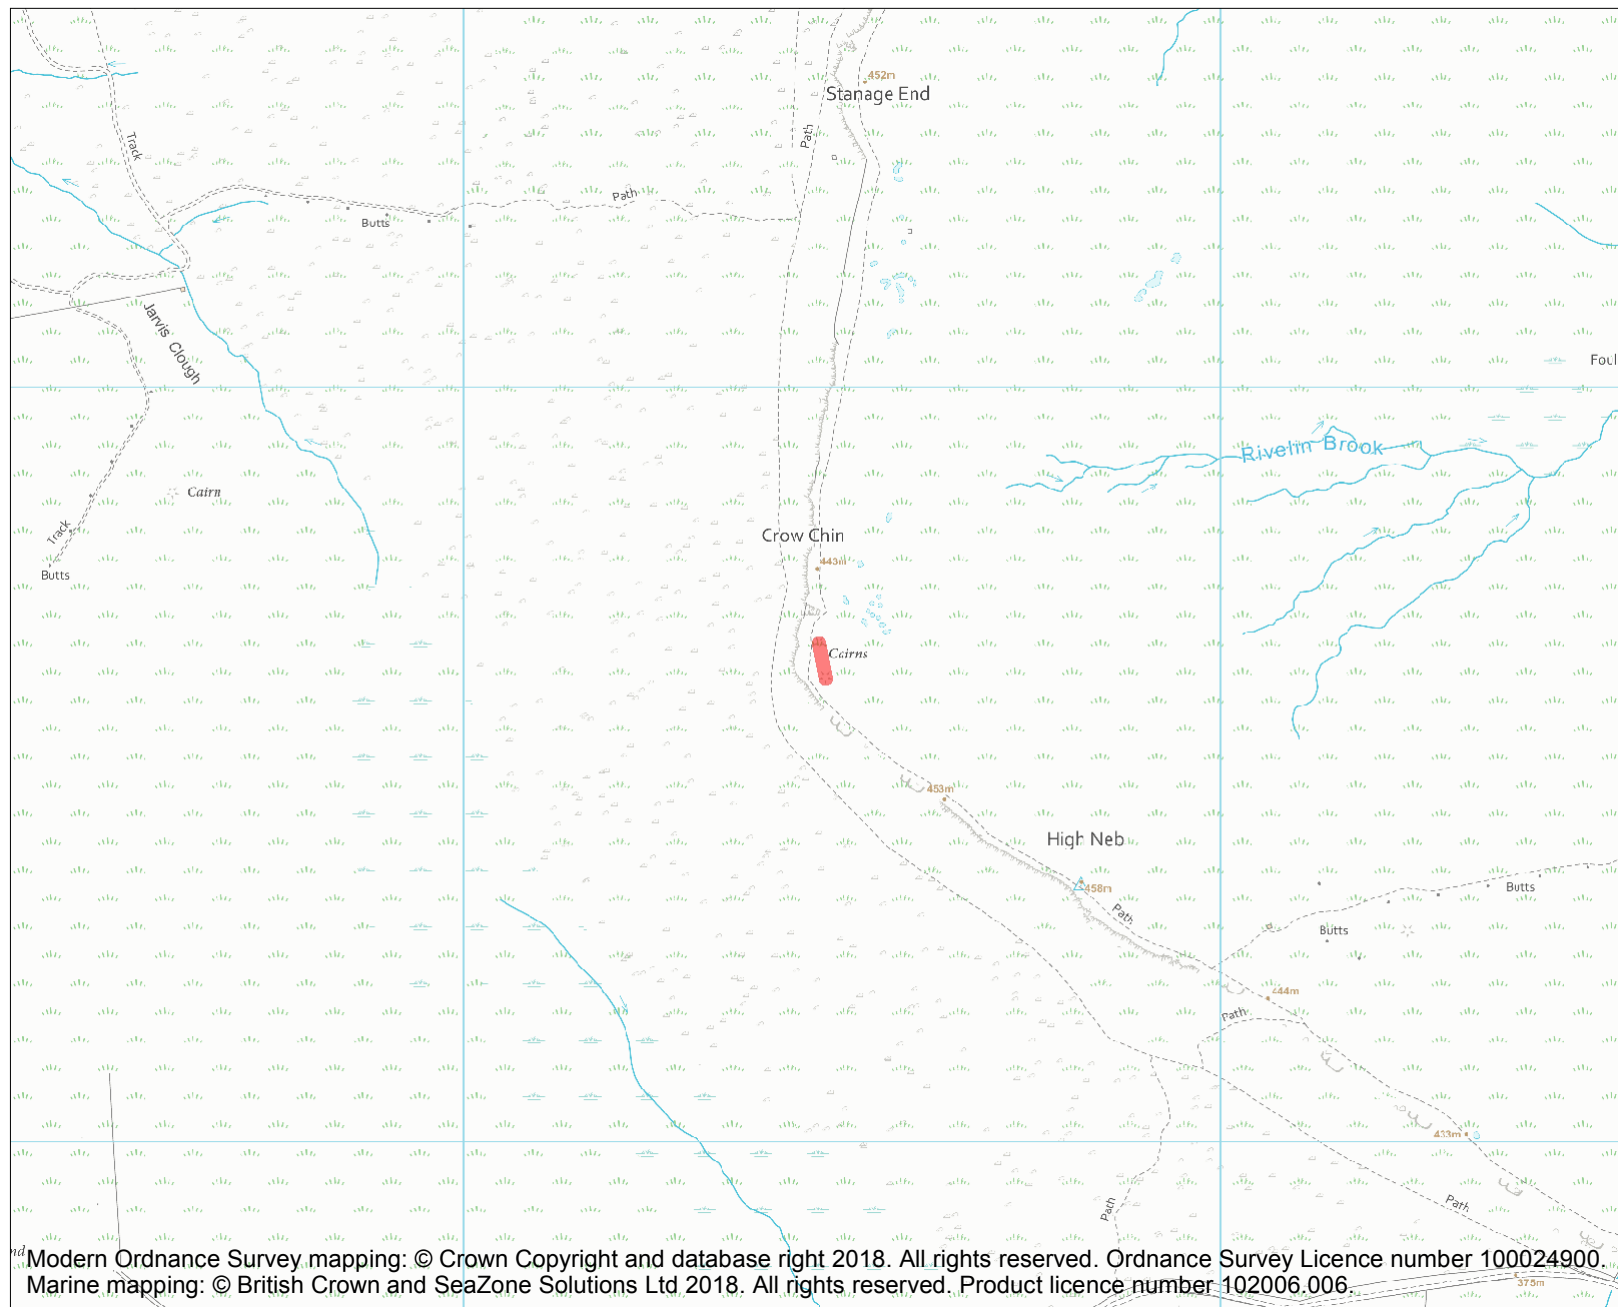 452m
Stanage End
Track
Path
Path
Butts
Jarvis Clough
Foul
Rivelin Brook
Cairn
Track
Crow Chin
443m
Butts
Cairns
453m
High Neb
458m
Path
Butts
Butts
444m
Path
433m
Path
Path
nd
Modern Ordnance Survey mapping: © Crown Copyright and database right 2018. All rights reserved. Ordnance Survey Licence number 100024900.
Marine mapping: © British Crown and SeaZone Solutions Ltd 2018. All rights reserved. Product licence number 102006.006.
375m